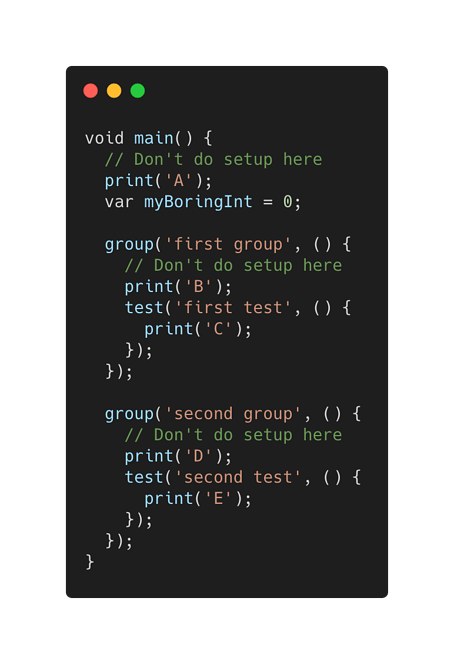 void main() {
  // Don't do setup here
  print('A');
  var myBoringInt = 0;

  group('first group', () {
    // Don't do setup here
    print('B');
    test('first test', () {
      print('C');
    });
  });

  group('second group', () {
    // Don't do setup here
    print('D');
    test('second test', () {
      print('E');
    });
  });
}